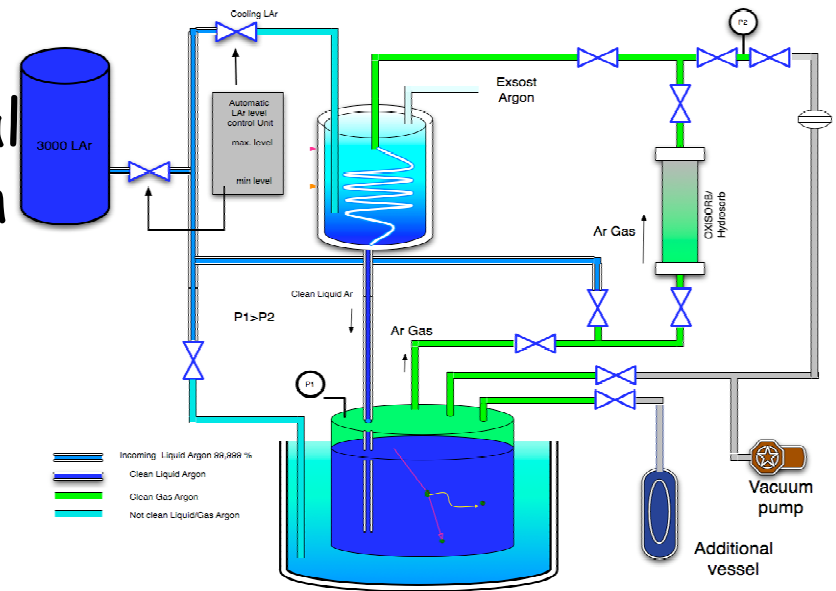 Cooling LAr
P2
Exsost
Argon
Automatic
LAr level
control Unit
max. level
min level
3000 LAr
OXISORB/
Hydrosorb
Ar Gas
Clean Liquid Ar
P1>P2
Ar Gas
P1
Incoming Liquid Argon 99,999 %
Clean Liquid Argon
Clean Gas Argon
Not clean Liquid/Gas Argon
Vacuum
pump
Additional
vessel